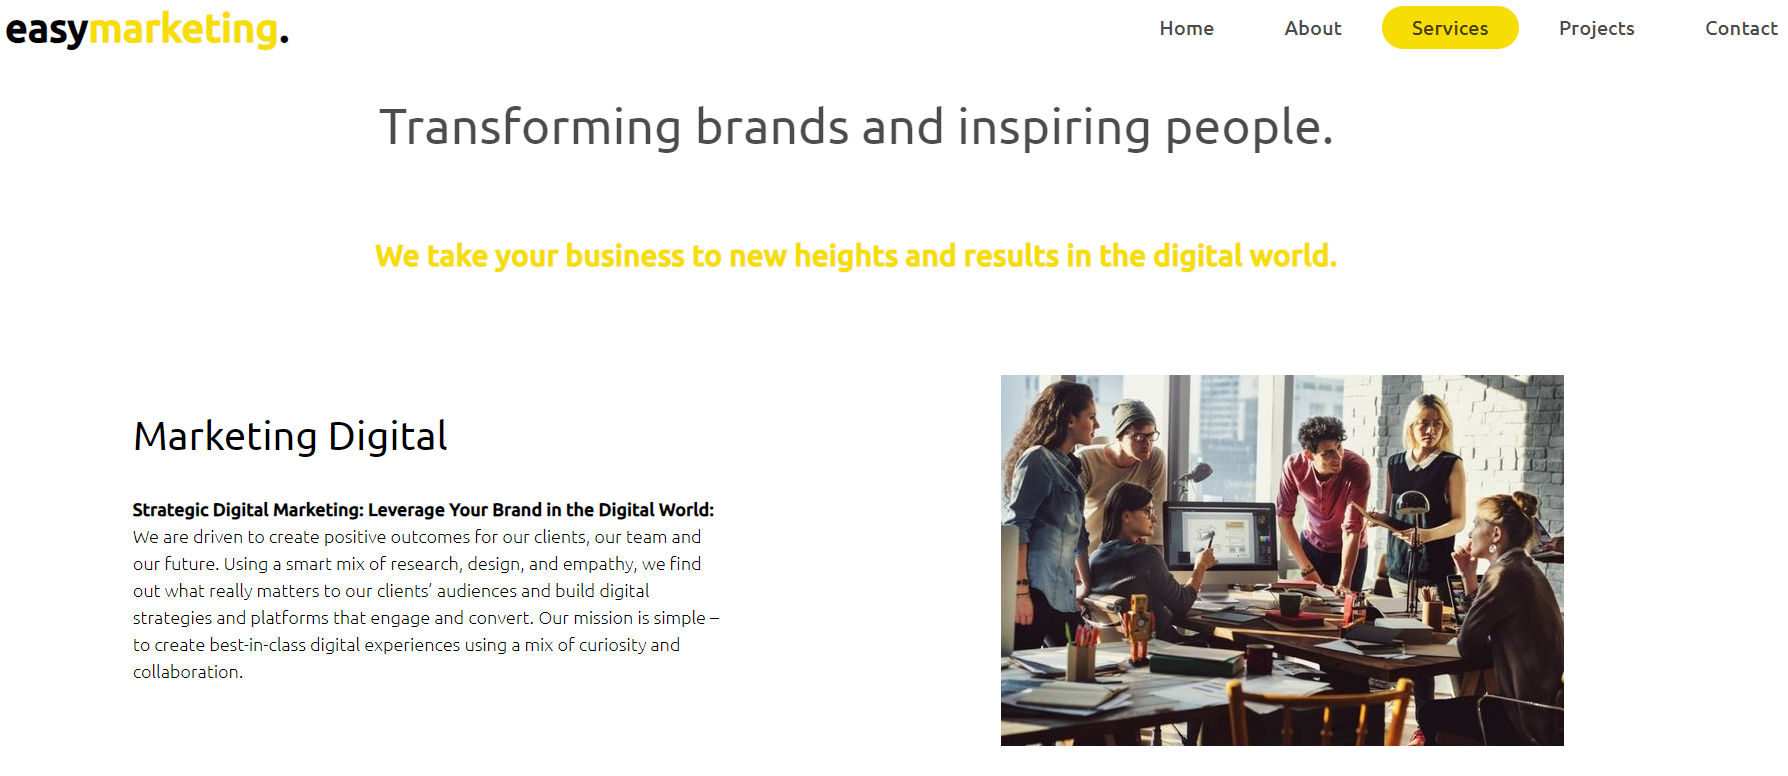 easymarketing.
Home About Services Projects Contact
Transforming brands and inspiring people.
We take your business to new heights and results in the digital world.
Marketing Digital
Strategic Digital Marketing: Leverage Your Brand in the Digital World:
We are driven to create positive outcomes for our clients, our team and
our future. Using a smart mix of research, design, and empathy, we find
out what really matters to our clients’ audiences and build digital
strategies and platforms that engage and convert. Our mission is simple –
to create best-in-class digital experiences using a mix of curiosity and
collaboration.